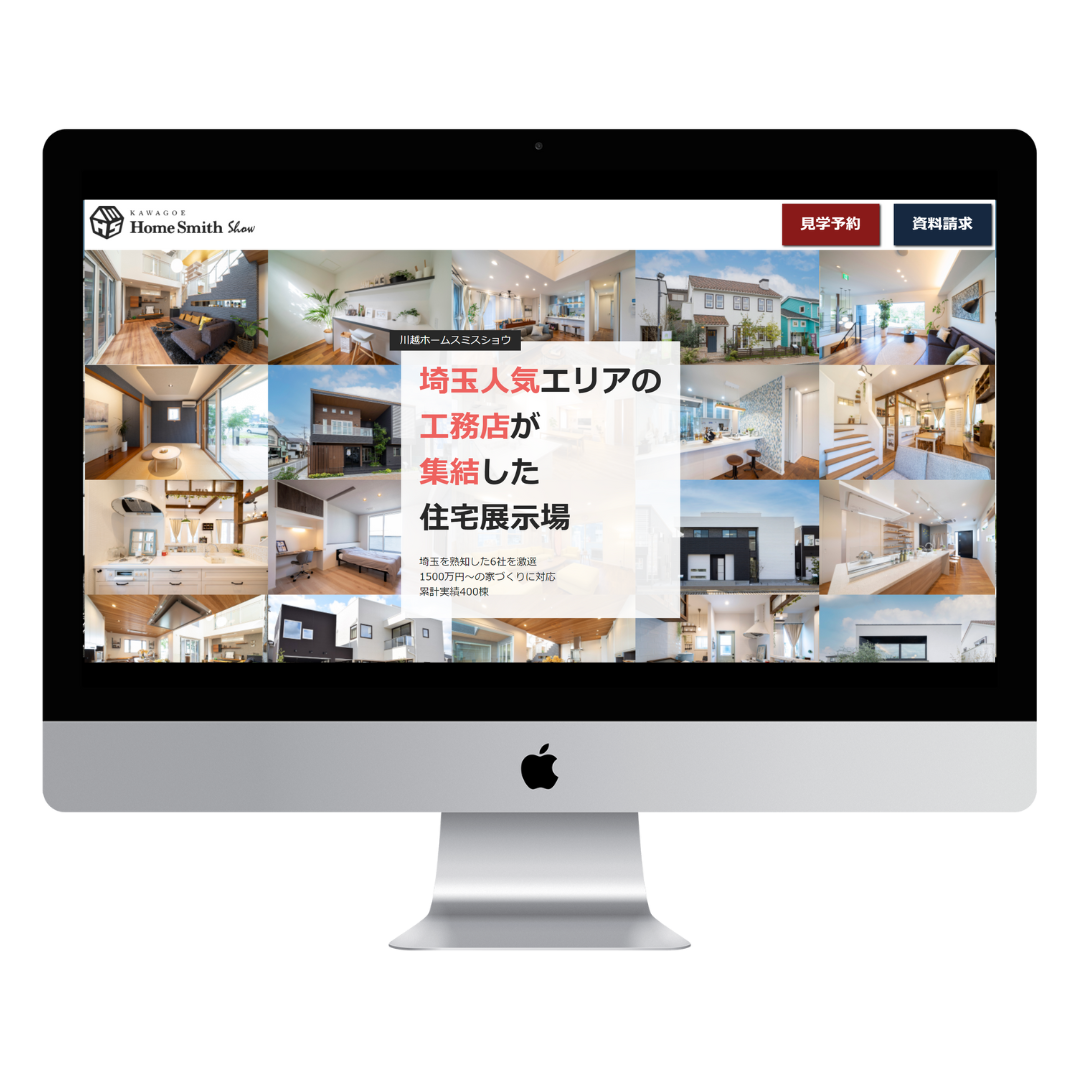 KAWAGOE
Home Smith Show
見学予約
資料請求
川越ホームスミスショウ
埼玉人気エリアの
工務店が
集結した
住宅展示場
埼玉を熟知した6社を激選
1500万円〜の家づくりに対応
累計実績400棟